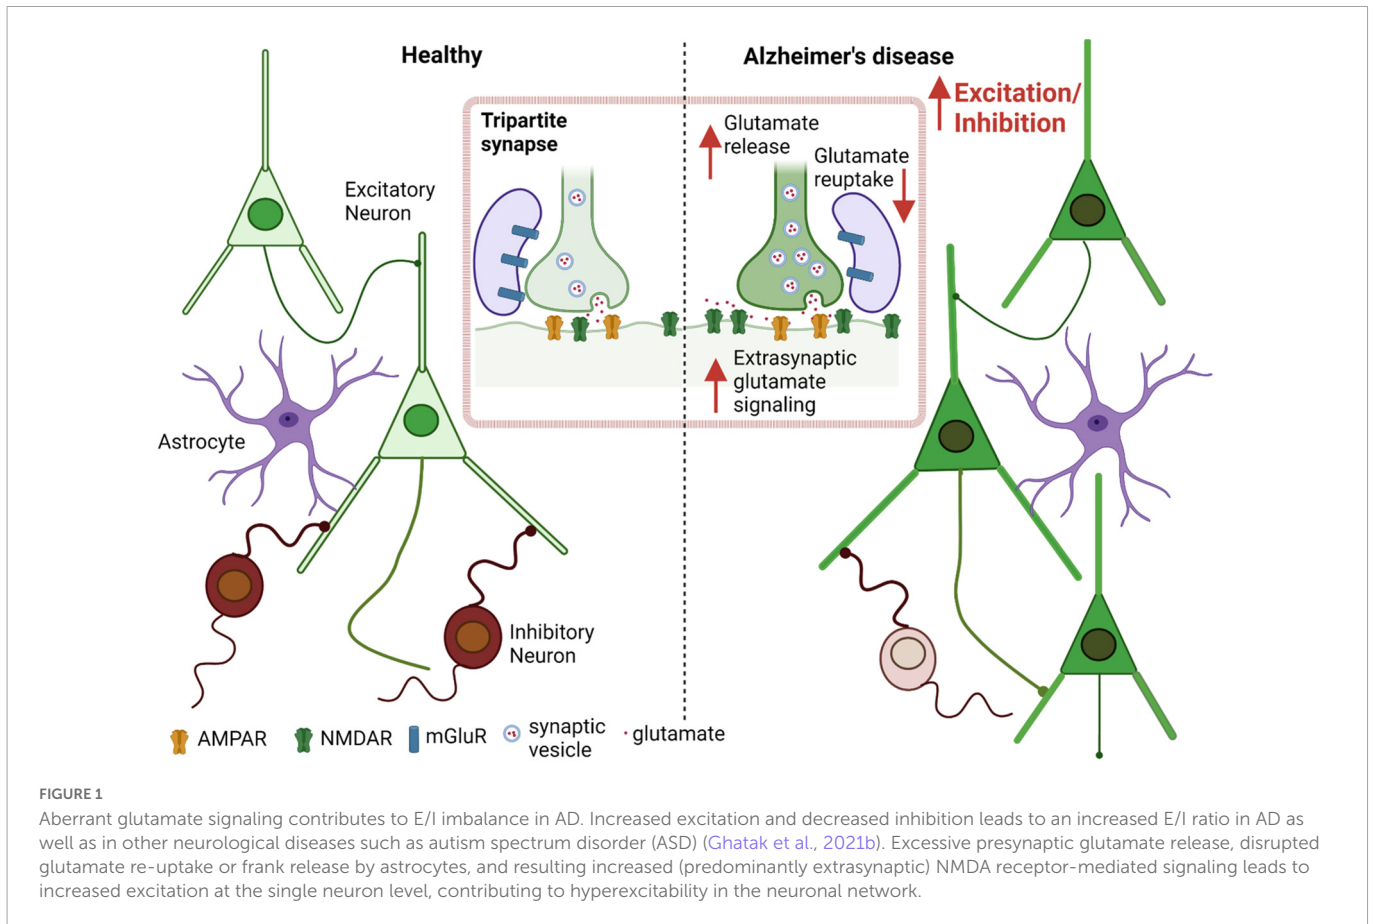 Healthy
Alzheimer's disease
Excitation/
Inhibition
Tripartite
synapse
Glutamate
release
Glutamate
reuptake
Excitatory
Neuron
Extrasynaptic
glutamate
signaling
Astrocyte
Inhibitory
Neuron
AMPAR
NMDAR
mGluR
synaptic
vesicle
glutamate
FIGURE 1
Aberrant glutamate signaling contributes to E/I imbalance in AD. Increased excitation and decreased inhibition leads to an increased E/I ratio in AD as
well as in other neurological diseases such as autism spectrum disorder (ASD) (Ghatak et al., 2021b). Excessive presynaptic glutamate release, disrupted
glutamate re-uptake or frank release by astrocytes, and resulting increased (predominantly extrasynaptic) NMDA receptor-mediated signaling leads to
increased excitation at the single neuron level, contributing to hyperexcitability in the neuronal network.